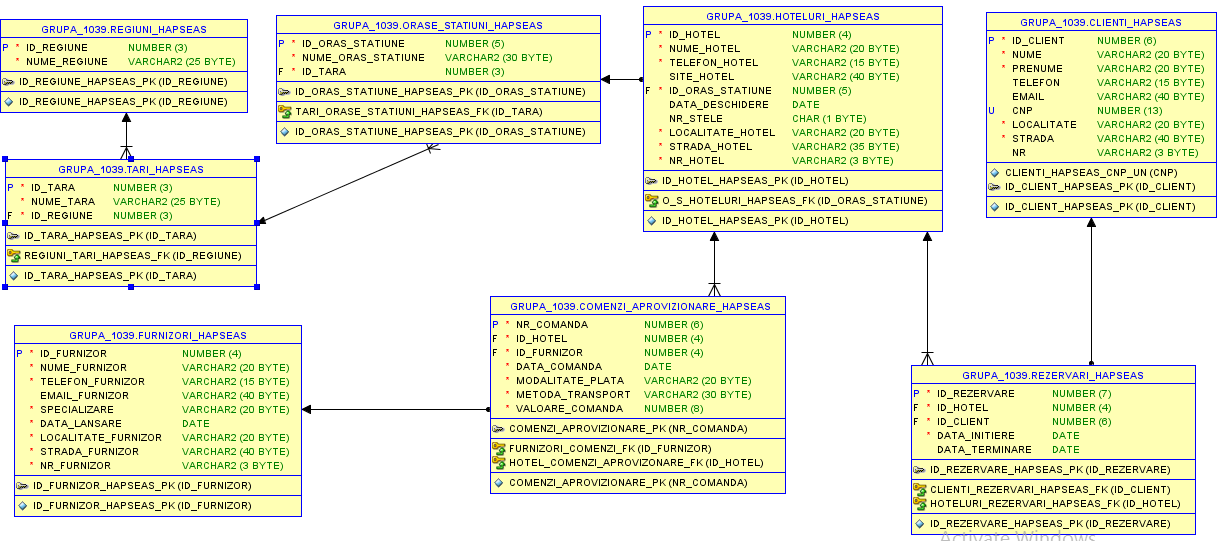 GRUPA_1039.REGIUNI_HAPSEAS
P * ID_REGIUNE NUMBER (3)
* NUME_REGIUNE VARCHAR2 (25 BYTE)
ID_REGIUNE_HAPSEAS_PK (ID_REGIUNE)
ID_REGIUNE_HAPSEAS_PK (ID_REGIUNE)
GRUPA_1039.ORASE_STATIUNI_HAPSEAS
P * ID_ORAS_STATIUNE NUMBER (5)
* NUME_ORAS_STATIUNE VARCHAR2 (30 BYTE)
F * ID_TARA NUMBER (3)
ID_ORAS_STATIUNE_HAPSEAS_PK (ID_ORAS_STATIUNE)
TARI_ORASE_STATIUNI_HAPSEAS_FK (ID_TARA)
ID_ORAS_STATIUNE_HAPSEAS_PK (ID_ORAS_STATIUNE)
GRUPA_1039.HOTELURI_HAPSEAS
P * ID_HOTEL NUMBER (4)
* NUME_HOTEL VARCHAR2 (20 BYTE)
* TELEFON_HOTEL VARCHAR2 (15 BYTE)
SITE_HOTEL VARCHAR2 (40 BYTE)
F * ID_ORAS_STATIUNE NUMBER (5)
DATA_DESCHIDERE DATE
NR_STELE CHAR (1 BYTE)
* LOCALITATE_HOTEL VARCHAR2 (20 BYTE)
* STRADA_HOTEL VARCHAR2 (35 BYTE)
* NR_HOTEL VARCHAR2 (3 BYTE)
ID_HOTEL_HAPSEAS_PK (ID_HOTEL)
O_S_HOTELURI_HAPSEAS_FK (ID_ORAS_STATIUNE)
ID_HOTEL_HAPSEAS_PK (ID_HOTEL)
GRUPA_1039.CLIENTI_HAPSEAS
P * ID_CLIENT NUMBER (6)
* NUME VARCHAR2 (20 BYTE)
* PRENUME VARCHAR2 (20 BYTE)
TELEFON VARCHAR2 (15 BYTE)
EMAIL VARCHAR2 (40 BYTE)
U CNP NUMBER (13)
* LOCALITATE VARCHAR2 (20 BYTE)
* STRADA VARCHAR2 (40 BYTE)
NR VARCHAR2 (3 BYTE)
CLIENTI_HAPSEAS_CNP_UN (CNP)
ID_CLIENT_HAPSEAS_PK (ID_CLIENT)
ID_CLIENT_HAPSEAS_PK (ID_CLIENT)
GRUPA_1039.TARI_HAPSEAS
P * ID_TARA NUMBER (3)
* NUME_TARA VARCHAR2 (25 BYTE)
F * ID_REGIUNE NUMBER (3)
ID_TARA_HAPSEAS_PK (ID_TARA)
REGIUNI_TARI_HAPSEAS_FK (ID_REGIUNE)
ID_TARA_HAPSEAS_PK (ID_TARA)
GRUPA_1039.FURNIZORI_HAPSEAS
P * ID_FURNIZOR NUMBER (4)
* NUME_FURNIZOR VARCHAR2 (20 BYTE)
* TELEFON_FURNIZOR VARCHAR2 (15 BYTE)
EMAIL_FURNIZOR VARCHAR2 (40 BYTE)
* SPECIALIZARE VARCHAR2 (20 BYTE)
* DATA_LANSARE DATE
* LOCALITATE_FURNIZOR VARCHAR2 (20 BYTE)
* STRADA_FURNIZOR VARCHAR2 (40 BYTE)
* NR_FURNIZOR VARCHAR2 (3 BYTE)
ID_FURNIZOR_HAPSEAS_PK (ID_FURNIZOR)
ID_FURNIZOR_HAPSEAS_PK (ID_FURNIZOR)
GRUPA_1039.COMENZI_APROVIZIONARE_HAPSEAS
P * NR_COMANDA NUMBER (6)
F * ID_HOTEL NUMBER (4)
F * ID_FURNIZOR NUMBER (4)
* DATA_COMANDA DATE
* MODALITATE_PLATA VARCHAR2 (20 BYTE)
* METODA_TRANSPORT VARCHAR2 (30 BYTE)
* VALOARE_COMANDA NUMBER (8)
COMENZI_APROVIZIONARE_PK (NR_COMANDA)
FURNIZORI_COMENZI_FK (ID_FURNIZOR)
HOTEL_COMENZI_APROVIZONARE_FK (ID_HOTEL)
COMENZI_APROVIZIONARE_PK (NR_COMANDA)
GRUPA_1039.REZERVARI_HAPSEAS
P * ID_REZERVARE NUMBER (7)
F * ID_HOTEL NUMBER (4)
F * ID_CLIENT NUMBER (6)
* DATA_INITIERE DATE
DATA_TERMINARE DATE
ID_REZERVARE_HAPSEAS_PK (ID_REZERVARE)
CLIENTI_REZERVARI_HAPSEAS_FK (ID_CLIENT)
HOTELURI_REZERVARI_HAPSEAS_FK (ID_HOTEL)
ID_REZERVARE_HAPSEAS_PK (ID_REZERVARE)
Activate Windows